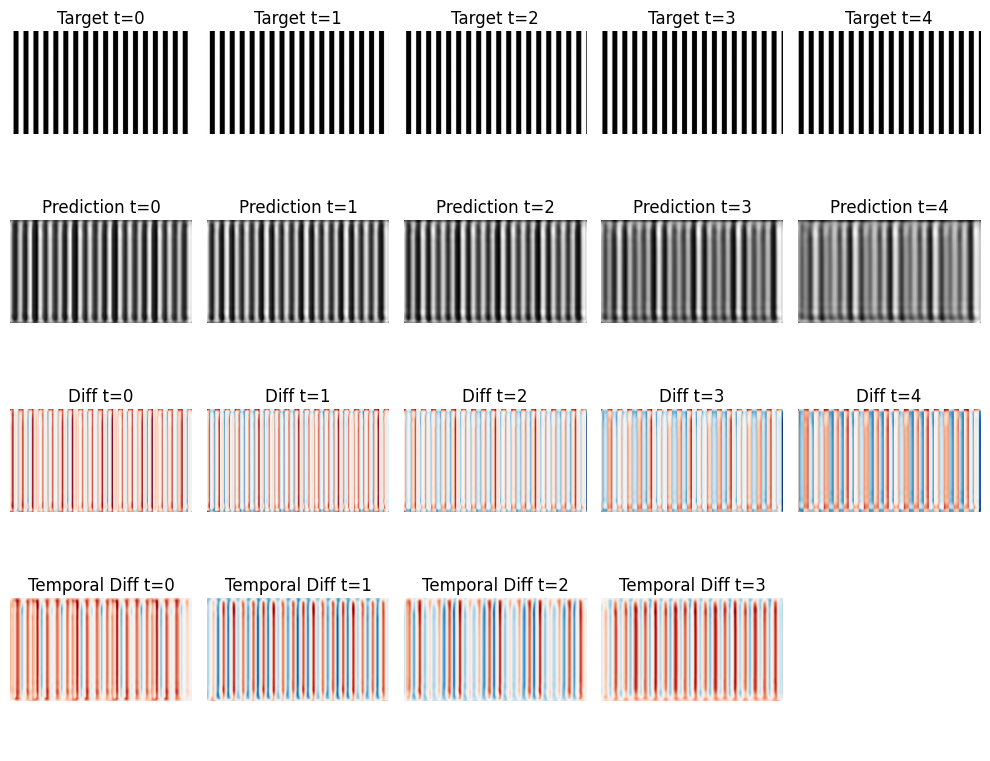 Target t=0 Target t=1 Target t=2 Target t=3 Target t=4
Prediction t=0 Prediction t=1 Prediction t=2 Prediction t=3 Prediction t=4
Diff t=0 Diff t=1 Diff t=2 Diff t=3 Diff t=4
Temporal Diff t=0 Temporal Diff t=1 Temporal Diff t=2 Temporal Diff t=3